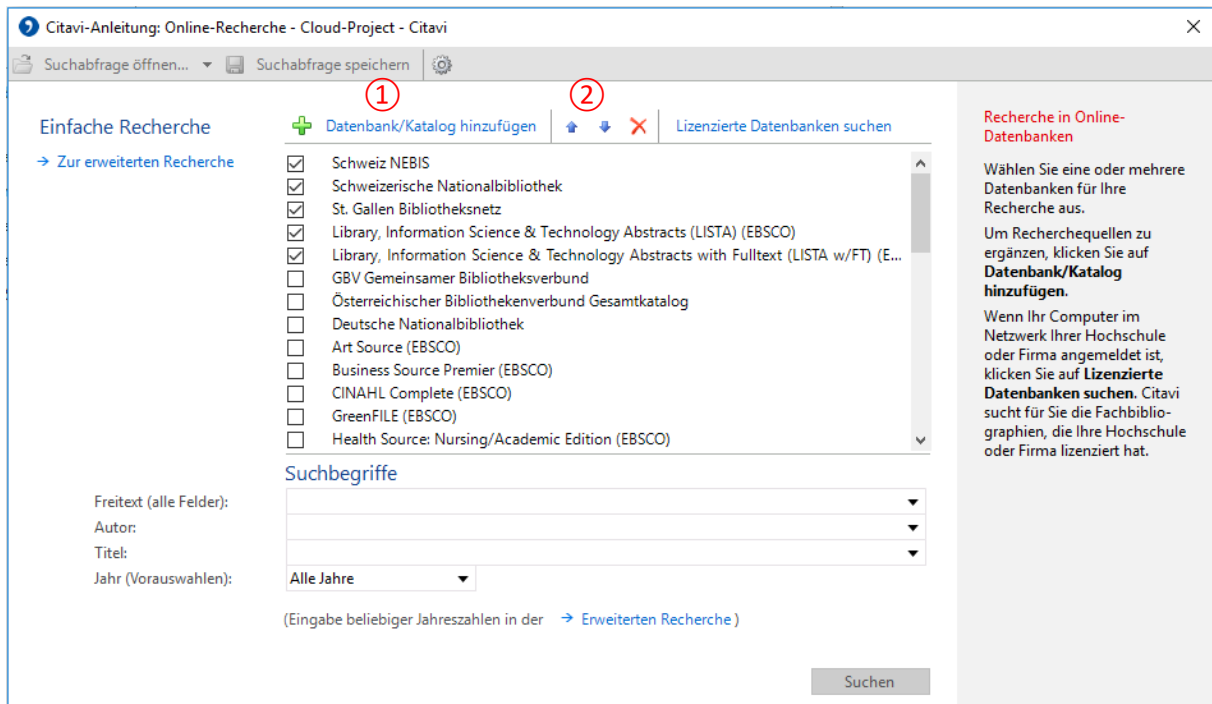 Citavi-Anleitung: Online-Recherche - Cloud-Project - Citavi
Suchabfrage öffnen... Suchabfrage speichern
1 2
Einfache Recherche
→ Zur erweiterten Recherche
Datenbank/Katalog hinzufügen Lizenzierte Datenbanken suchen
Schweiz NEBIS
Schweizerische Nationalbibliothek
St. Gallen Bibliotheksnetz
Library, Information Science & Technology Abstracts (LISTA) (EBSCO)
Library, Information Science & Technology Abstracts with Fulltext (LISTA w/FT) (E...
GBV Gemeinsamer Bibliotheksverbund
Österreichischer Bibliothekenverbund Gesamtkatalog
Deutsche Nationalbibliothek
Art Source (EBSCO)
Business Source Premier (EBSCO)
CINAHL Complete (EBSCO)
GreenFILE (EBSCO)
Health Source: Nursing/Academic Edition (EBSCO)
Suchbegriffe
Freitext (alle Felder):
Autor:
Titel:
Jahr (Vorauswahlen): Alle Jahre
(Eingabe beliebiger Jahreszahlen in der → Erweiterten Recherche )
Suchen
Recherche in Online-
Datenbanken
Wählen Sie eine oder mehrere
Datenbanken für Ihre
Recherche aus.
Um Recherchequellen zu
ergänzen, klicken Sie auf
Datenbank/Katalog
hinzufügen.
Wenn Ihr Computer im
Netzwerk Ihrer Hochschule
oder Firma angemeldet ist,
klicken Sie auf Lizenzierte
Datenbanken suchen. Citavi
sucht für Sie die Fachbiblio-
graphien, die Ihre Hochschule
oder Firma lizenziert hat.